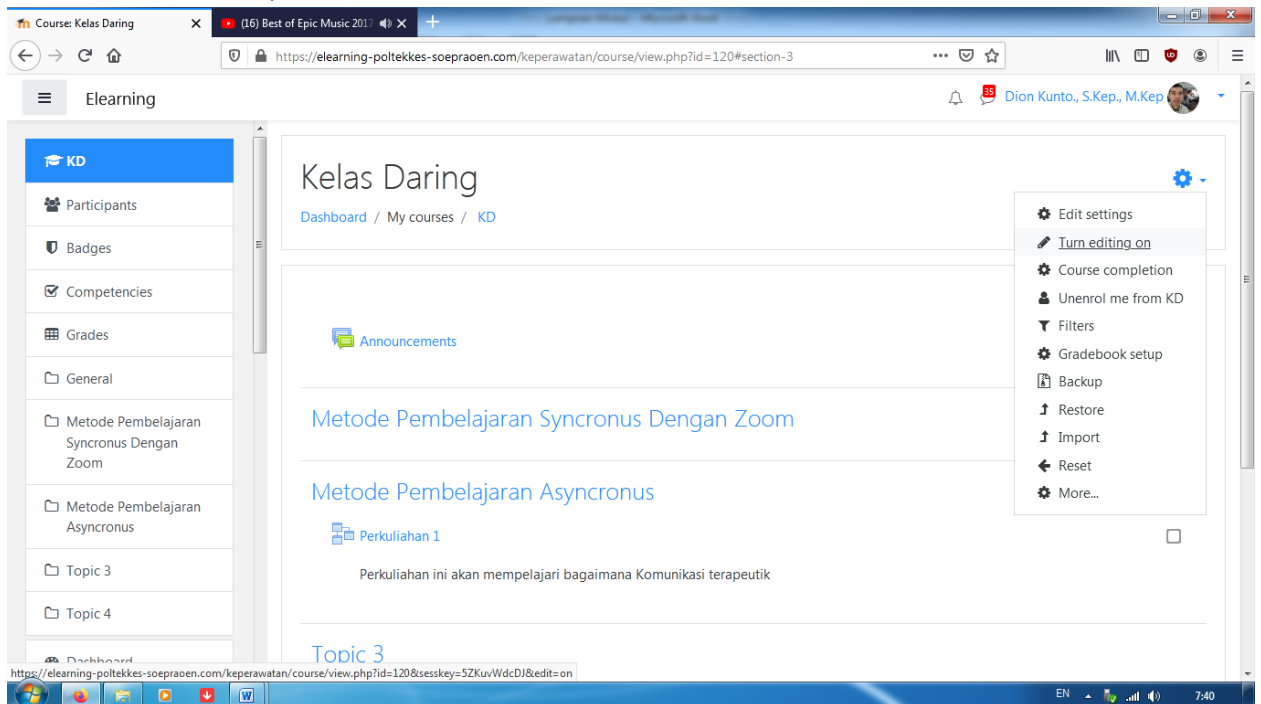 Course: Kelas Daring
(16) Best of Epic Music 2017
https://elearning-poltekkes-soepraoen.com/keperawatan/course/view.php?id=120#section-3
Elearning
35
Dion Kunto., S.Kep., M.Kep
KD
Participants
Badges
Competencies
Grades
General
Metode Pembelajaran
Syncronus Dengan
Zoom
Metode Pembelajaran
Asyncronus
Topic 3
Topic 4
Dashboard
Kelas Daring
Dashboard / My courses / KD
Edit settings
Turn editing on
Course completion
Unenrol me from KD
Filters
Gradebook setup
Backup
Restore
Import
Reset
More...
Announcements
Metode Pembelajaran Syncronus Dengan Zoom
Metode Pembelajaran Asyncronus
Perkuliahan 1
Perkuliahan ini akan mempelajari bagaimana Komunikasi terapeutik
Topic 3
https://elearning-poltekkes-soepraoen.com/keperawatan/course/view.php?id=120&sesskey=5ZKuvWdcDJ&edit=on
EN
7:40